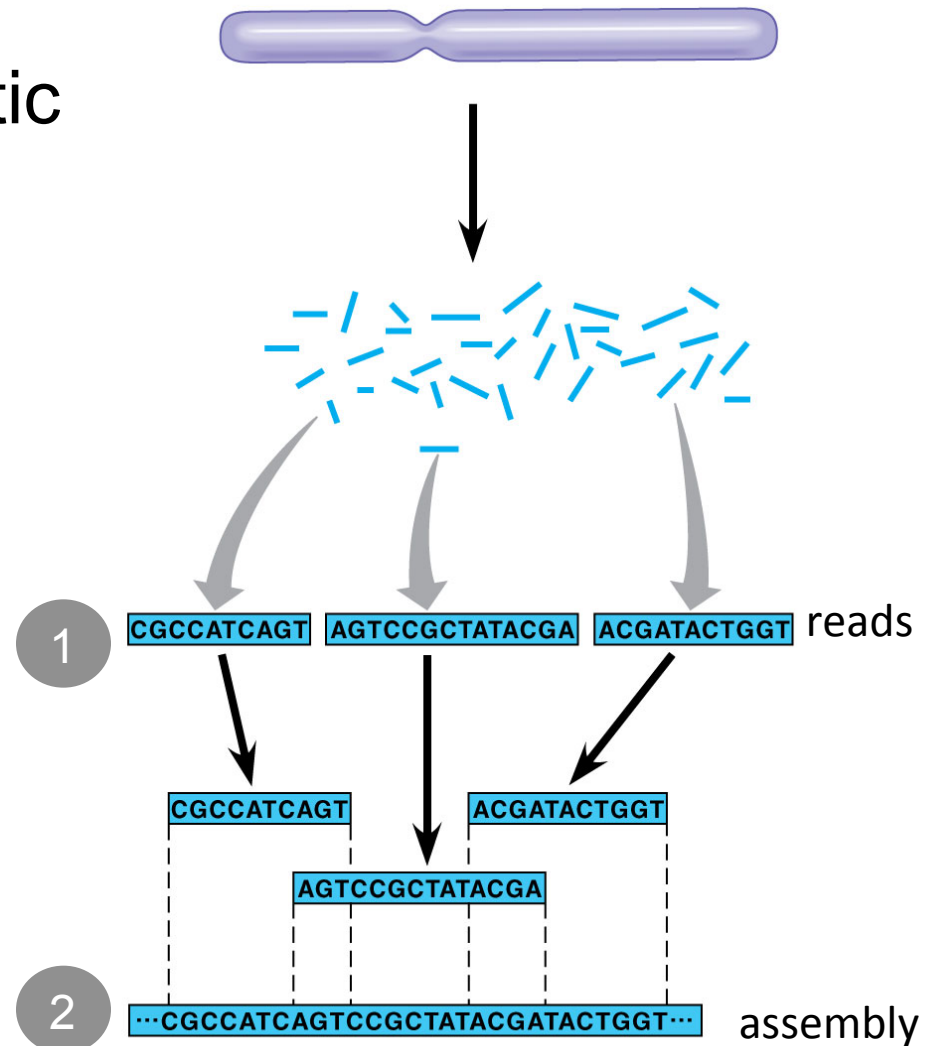 tic
CGCCATCAGT AGTCCGCTATACGA ACGATACTGGT reads
1
CGCCATCAGT ACGATACTGGT
AGTCCGCTATACGA
2
···CGCCATCAGTCCGCTATACGATACTGGT··· assembly